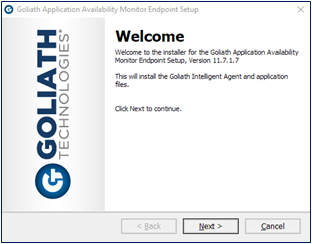 Goliath Application Availability Monitor Endpoint Setup
Welcome
Welcome to the installer for the Goliath Application Availability
Monitor Endpoint Setup, Version 11.7.1.7
This will install the Goliath Intelligent Agent and application
files.
Click Next to continue.
GOLIATH
TECHNOLOGIES®
< Back
Next >
Cancel